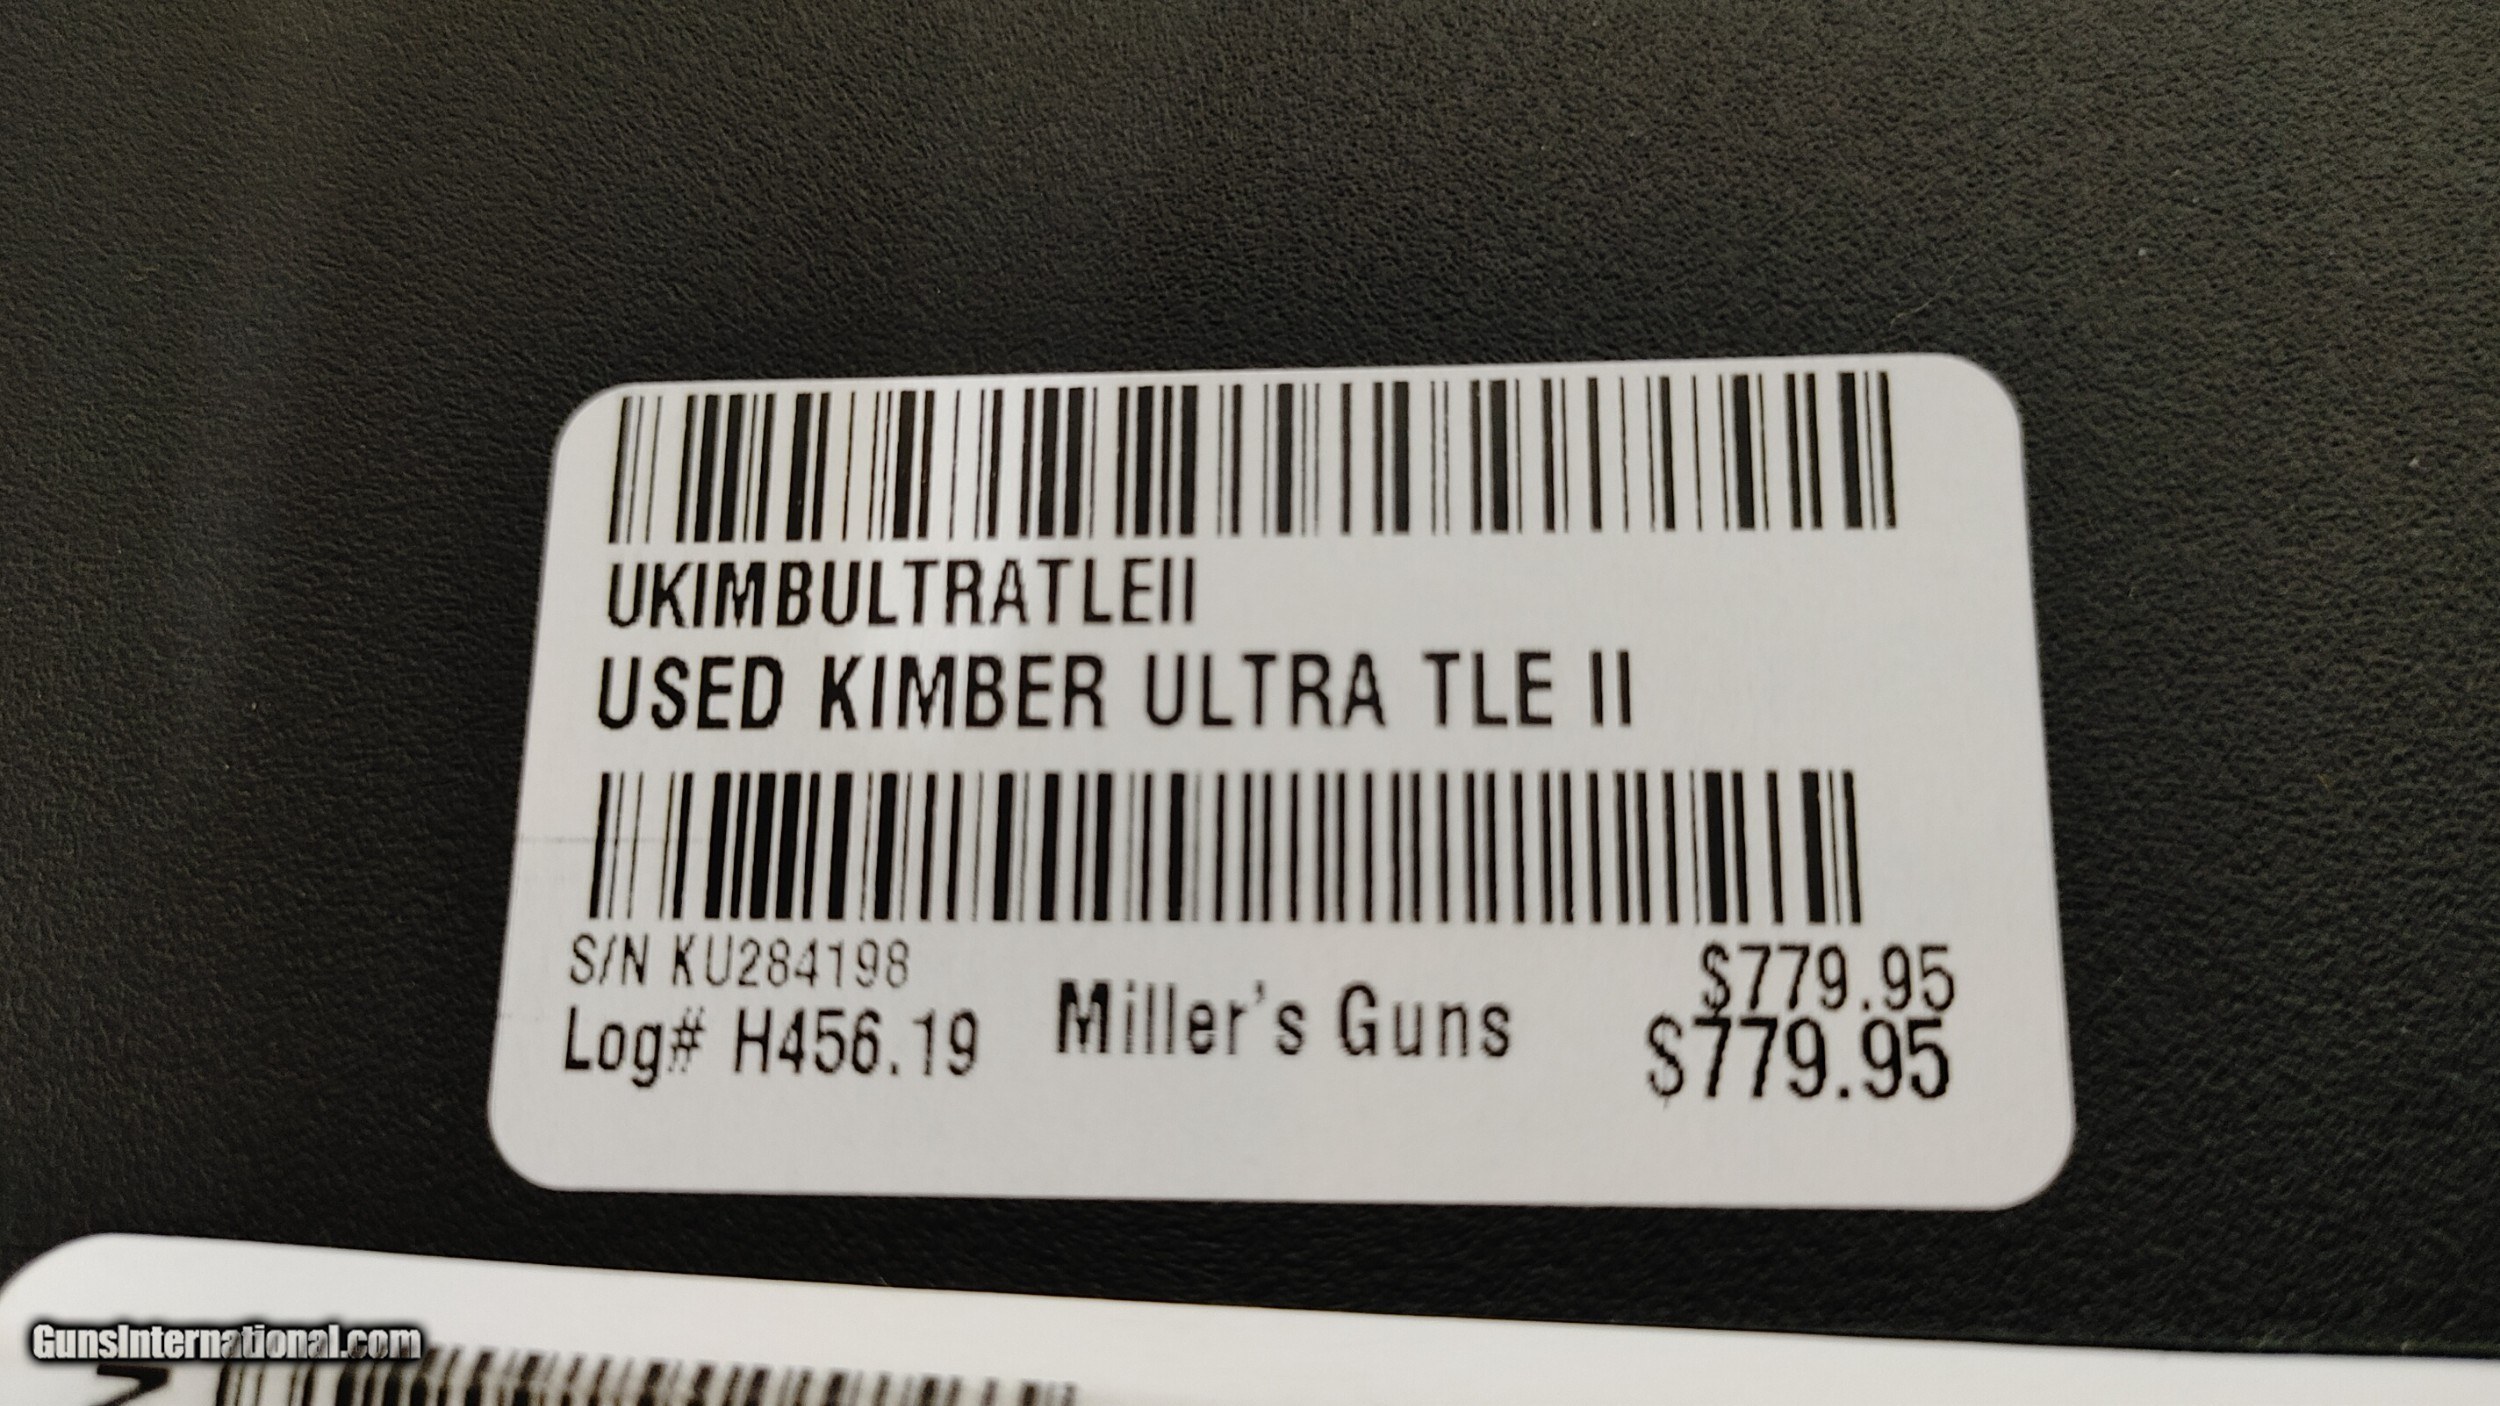 UKIMBULTRATLEII
USED KIMBER ULTRA TLE II
S/N KU284198
$779.95
Log# H456.19
Miller's Guns
$779.95
GunsInternational.com